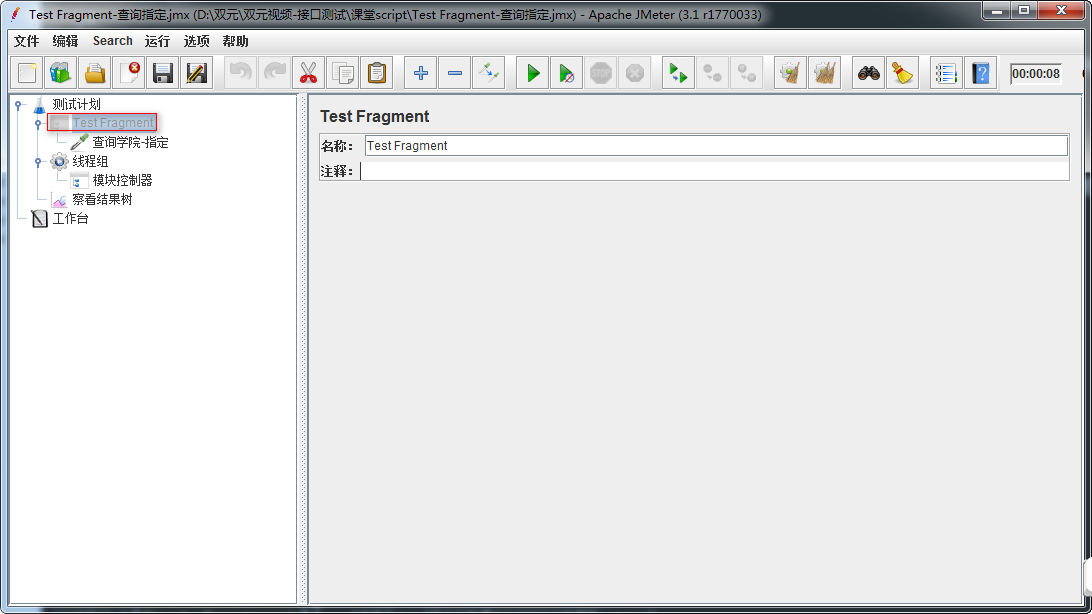 Test Fragment-查询指定.jmx (D:\双元\双元视频-接口测试\课堂script\Test Fragment-查询指定.jmx) - Apache JMeter (3.1 r1770033)
文件 编辑 Search 运行 选项 帮助
STOP
00:00:08
测试计划
Test Fragment
查询学院-指定
线程组
模块控制器
察看结果树
工作台
Test Fragment
名称： Test Fragment
注释：